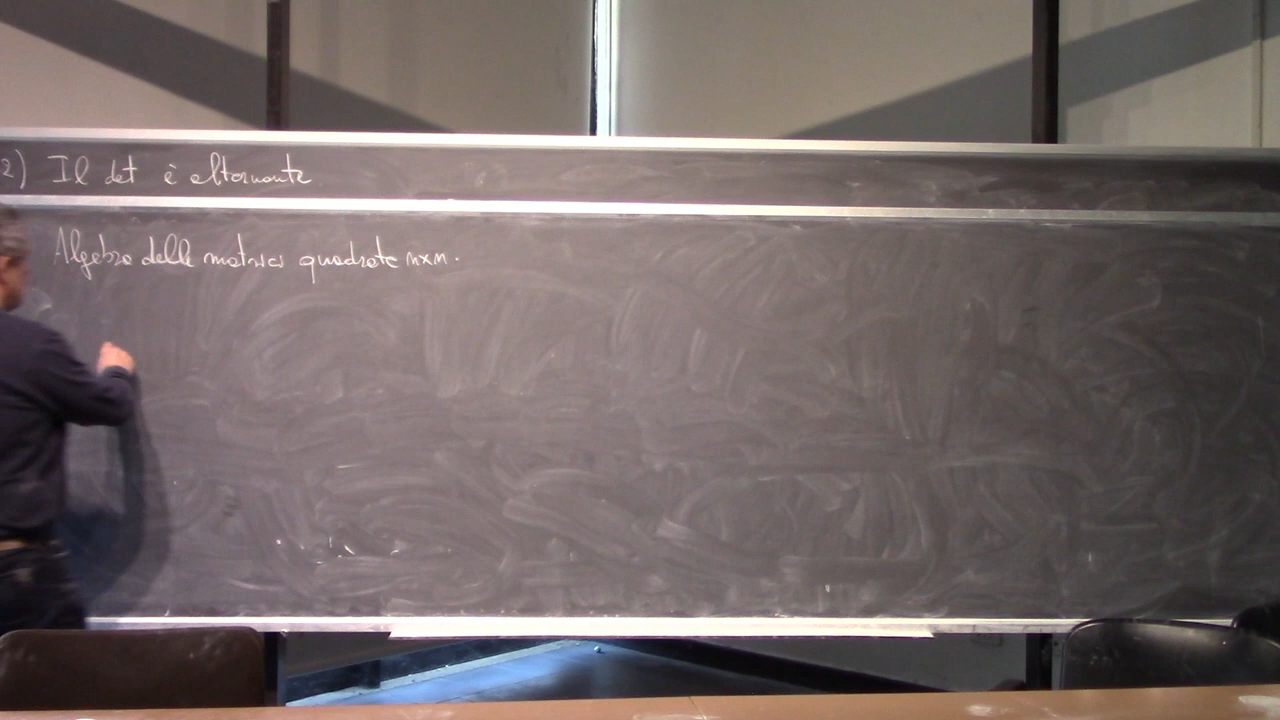 2) Il det è alternante
Algebra delle matrici quadrate n×n.